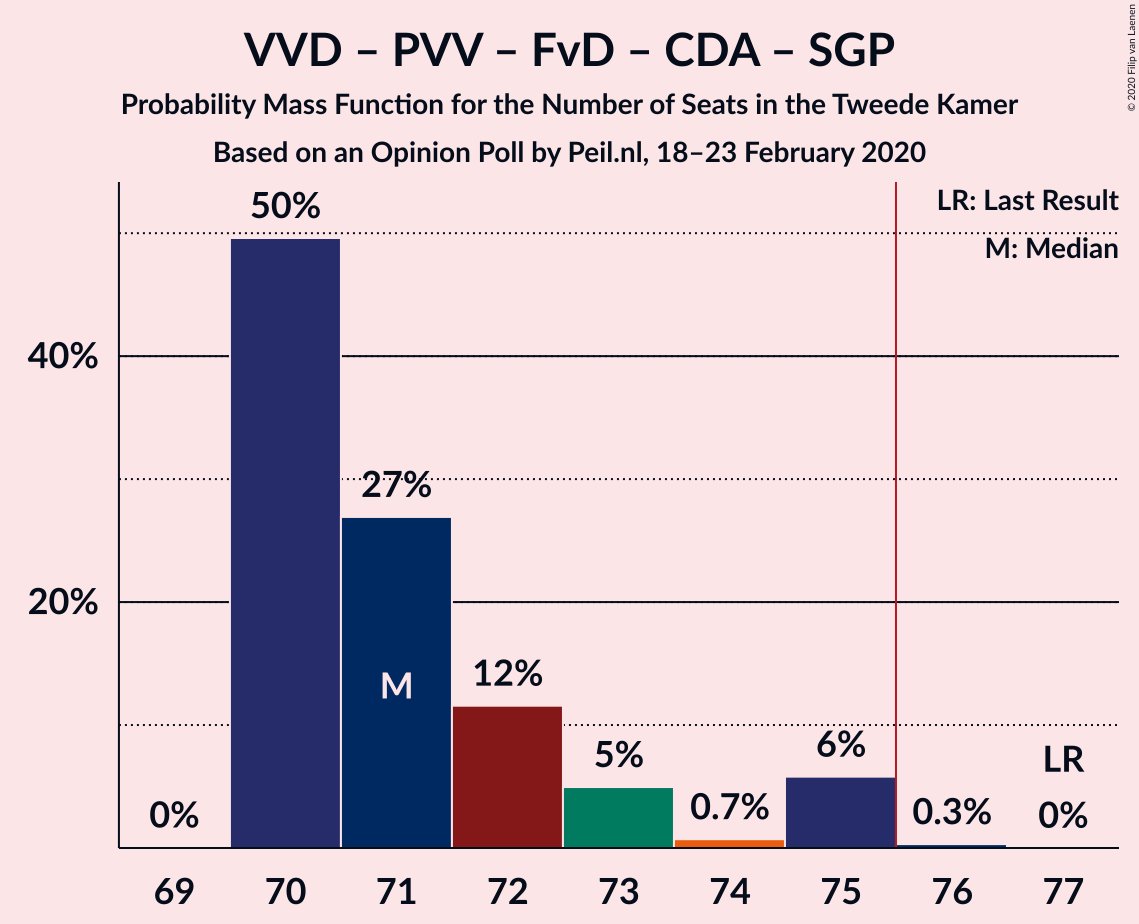 VVD – PVV – FvD – CDA – SGP
Probability Mass Function for the Number of Seats in the Tweede Kamer
Based on an Opinion Poll by Peil.nl, 18–23 February 2020
© 2020 Filip van Laenen
LR: Last Result
M: Median
50%
40%
27%
20%
M
12%
5%
6%
LR
0%
0.7%
0.3%
0%
69 70 71 72 73 74 75 76 77